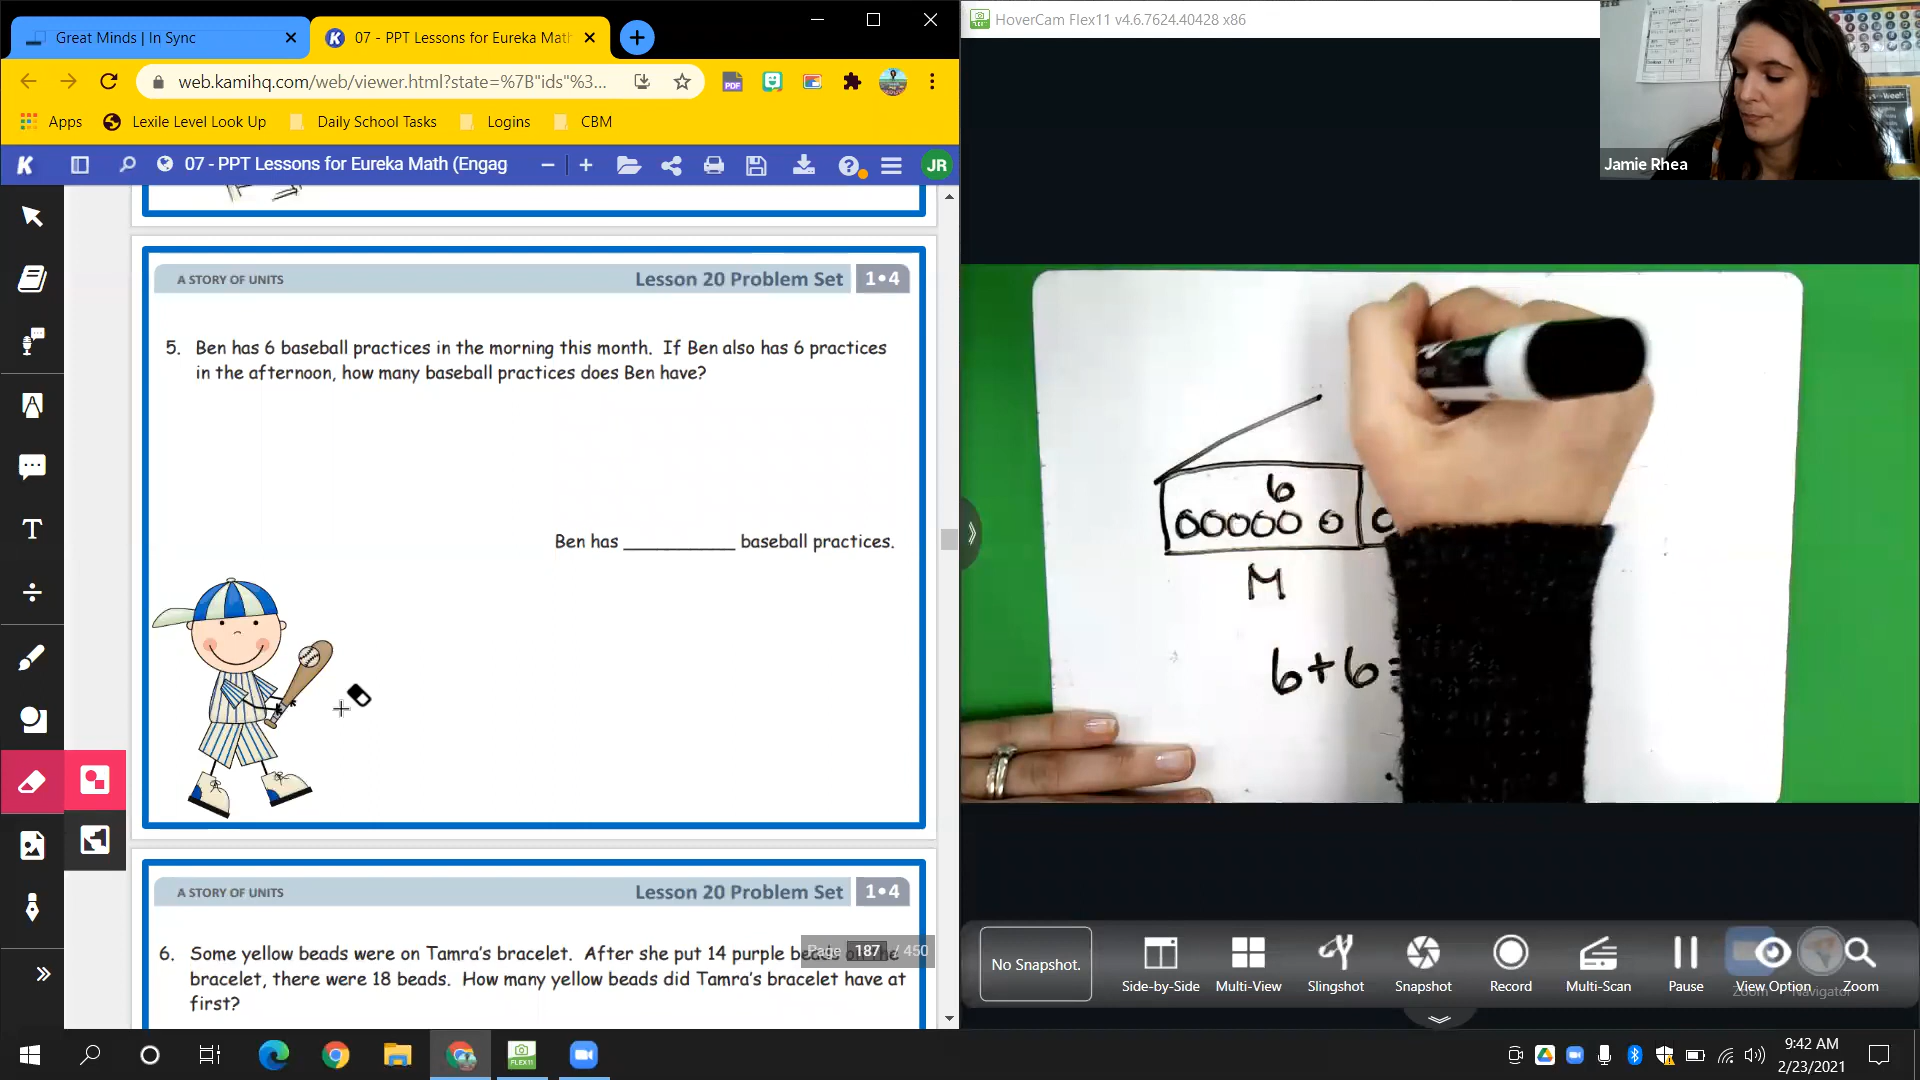 Great Minds | In Sync
07 - PPT Lessons for Eureka Math
web.kamihq.com/web/viewer.html?state=%7B"ids"%3...
PDF
Apps
Lexile Level Look Up
Daily School Tasks
Logins
CBM
K
07 - PPT Lessons for Eureka Math (Engag
JR
A STORY OF UNITS
Lesson 20 Problem Set
1•4
5. Ben has 6 baseball practices in the morning this month. If Ben also has 6 practices
in the afternoon, how many baseball practices does Ben have?
Ben has __________ baseball practices.
A STORY OF UNITS
Lesson 20 Problem Set
1•4
6. Some yellow beads were on Tamra's bracelet. After she put 14 purple beads on the
bracelet, there were 18 beads. How many yellow beads did Tamra's bracelet have at
first?
Page 187 / 450
HoverCam Flex11 v4.6.7624.40428 x86
Jamie Rhea
6
M
6+6=
No Snapshot.
Side-by-Side
Multi-View
Slingshot
Snapshot
Record
Multi-Scan
Pause
View Option
Zoom
Zoom
Navigator
FLEX11
9:42 AM
2/23/2021